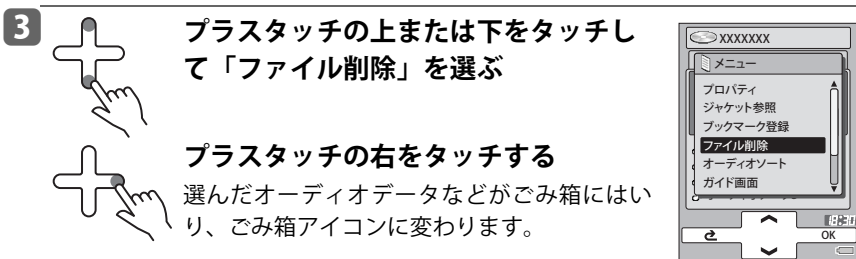 3
プラスタッチの上または下をタッチし
て「ファイル削除」を選ぶ
プラスタッチの右をタッチする
選んだオーディオデータなどがごみ箱にはい
り、ごみ箱アイコンに変わります。
XXXXXXX
メニュー
プロパティ
ジャケット参照
ブックマーク登録
ファイル削除
オーディオソート
ガイド画面
18:30
OK